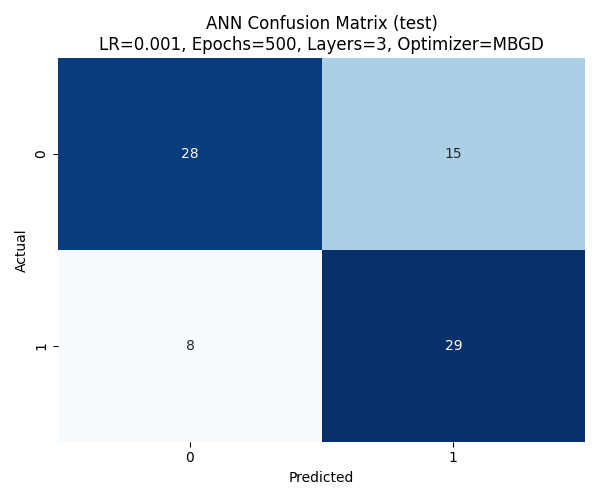 ANN Confusion Matrix (test)
LR=0.001, Epochs=500, Layers=3, Optimizer=MBGD
0
28
15
Actual
1
8
29
0
1
Predicted